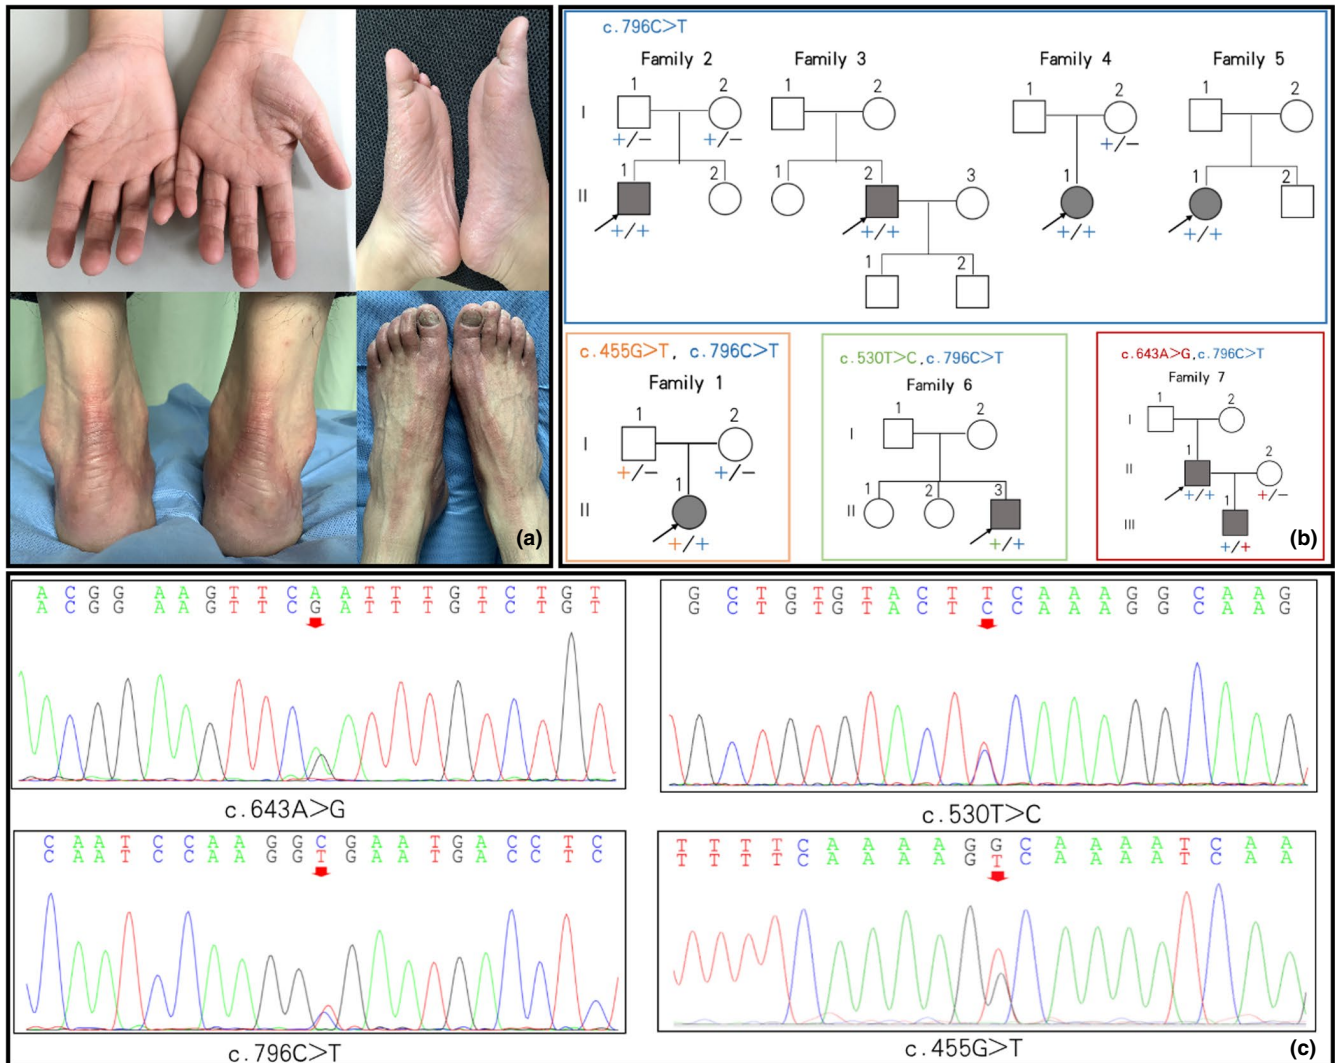 (a)
c.796C>T
Family 2 Family 3 Family 4 Family 5
1 2 1 2 1 2 1 2
I
+/− +/− +/−
1 2 1 2 3 1 1 2
II
+/+ +/+ +/+ +/+
1 2
c.455G>T, c.796C>T
Family 1
1 2
I
+/− +/−
1
II
+/+
c.530T>C,c.796C>T
Family 6
1 2
I
1 2 3
II
+/+
c.643A>G,c.796C>T
Family 7
1 2
I
1 2
II
+/+ +/−
1
III
+/+
(b)
A C G G A A G T T C A A T T T G T C T G T
A C G G A A G T T C G A T T T G T C T G T
c.643A>G
G C T G T G T A C T T C A A A G G C A A G
G C T G T G T A C T C C A A A G G C A A G
c.530T>C
C A A T C C A A G G C G A A T G A C C T C
C A A T C C A A G G T G A A T G A C C T C
c.796C>T
T T T T C A A A A G G C A A A A T C A A
T T T T C A A A A G T C A A A A T C A A
c.455G>T
(c)